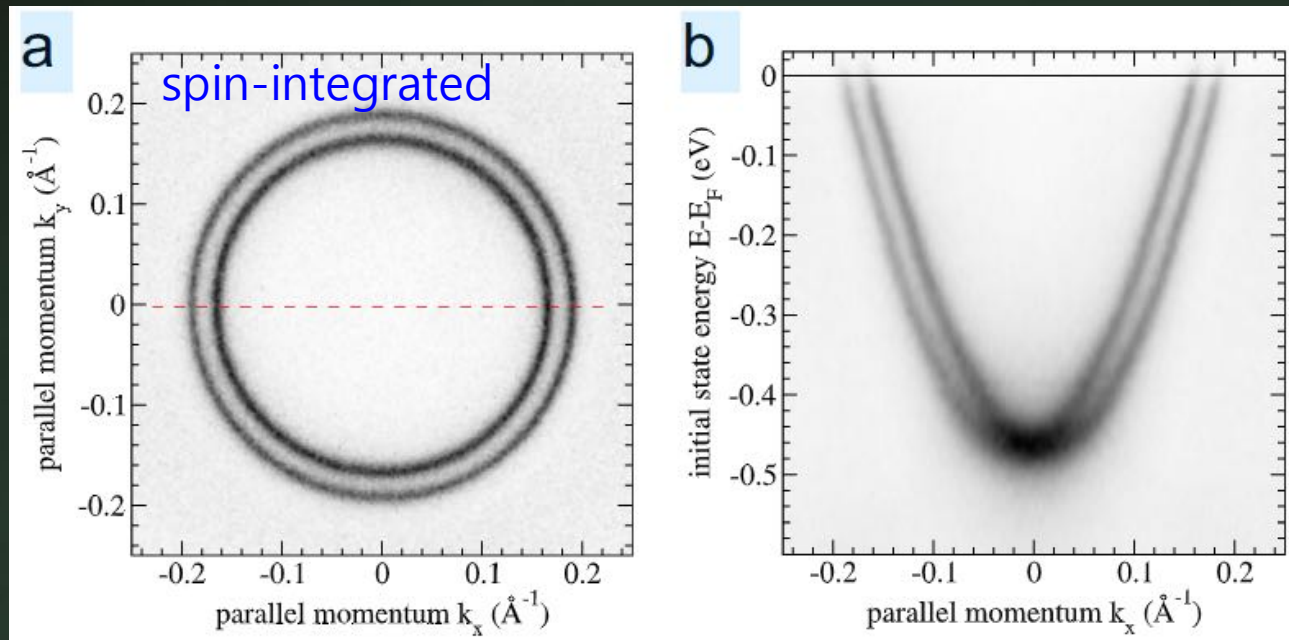 a
spin-integrated
parallel momentum k_y (Å⁻¹)
0.2
0.1
0
-0.1
-0.2
-0.2 -0.1 0 0.1 0.2
parallel momentum k_x (Å⁻¹)
b
initial state energy E-E_F (eV)
0
-0.1
-0.2
-0.3
-0.4
-0.5
-0.2 -0.1 0 0.1 0.2
parallel momentum k_x (Å⁻¹)